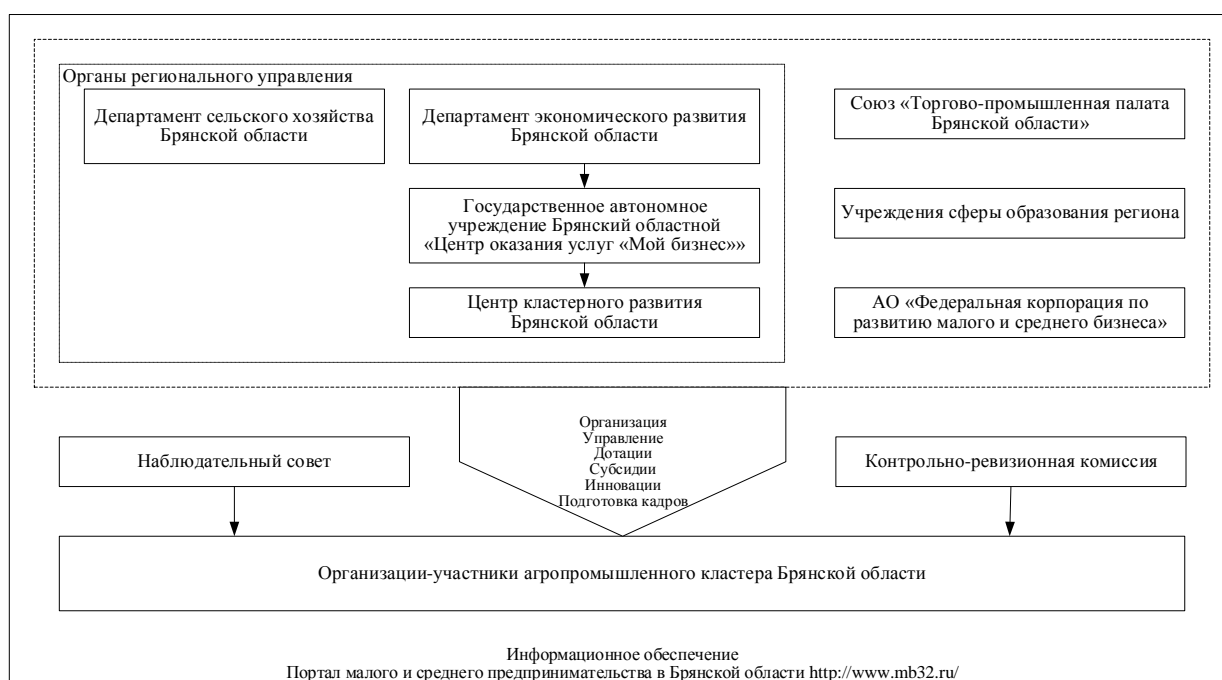 Органы регионального управления
Департамент сельского хозяйства
Брянской области
Департамент экономического развития
Брянской области
Государственное автономное
учреждение Брянский областной
«Центр оказания услуг «Мой бизнес»»
Центр кластерного развития
Брянской области
Союз «Торгово-промышленная палата
Брянской области»
Учреждения сферы образования региона
АО «Федеральная корпорация по
развитию малого и среднего бизнеса»
Организация
Управление
Дотации
Субсидии
Инновации
Подготовка кадров
Наблюдательный совет
Контрольно-ревизионная комиссия
Организации-участники агропромышленного кластера Брянской области
Информационное обеспечение
Портал малого и среднего предпринимательства в Брянской области http://www.mb32.ru/